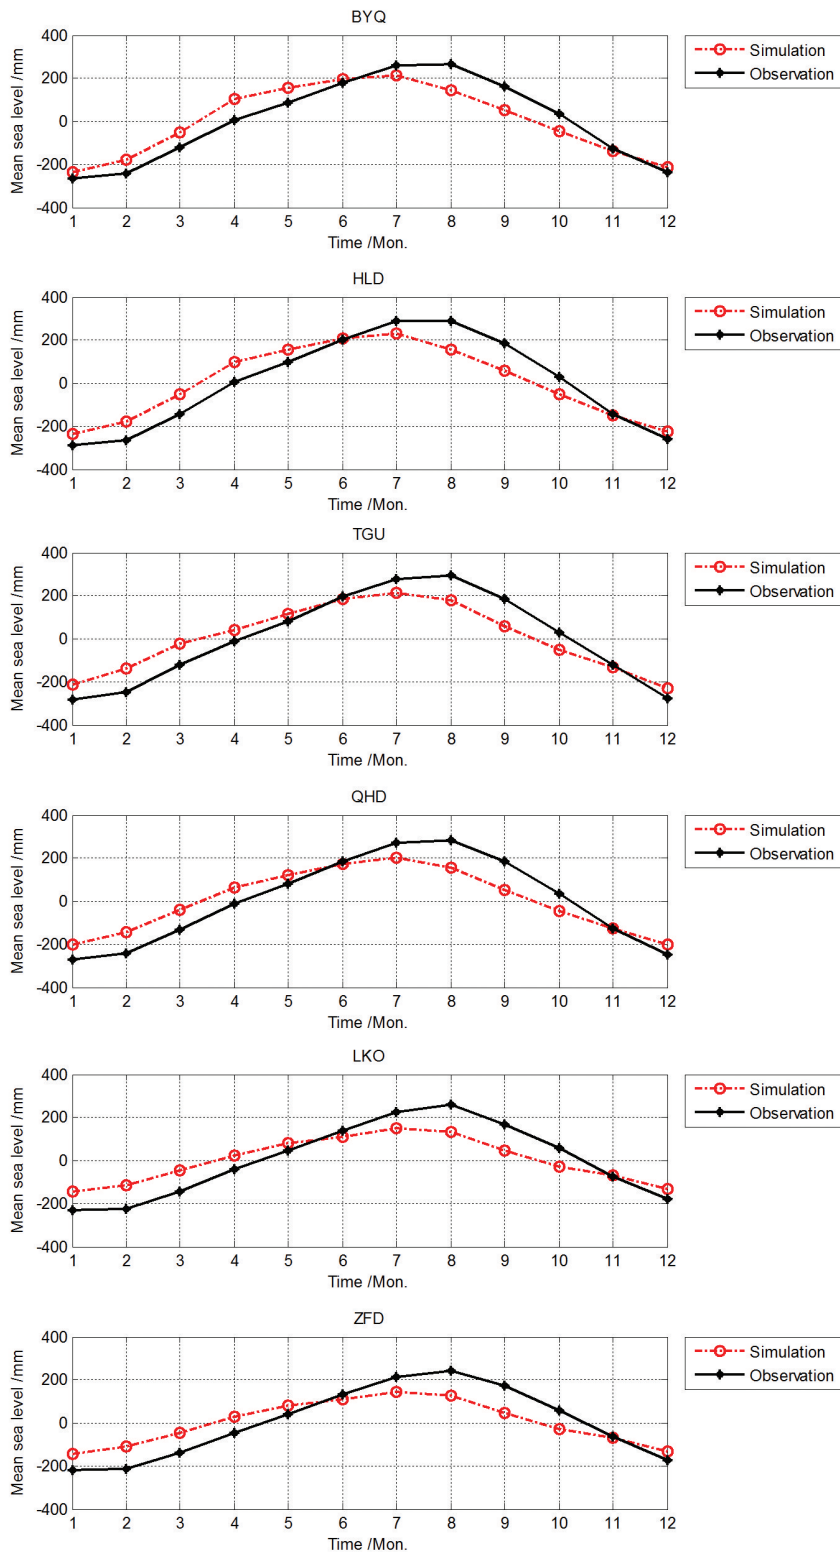 BYQ
Mean sea level /mm
400
200
0
-200
-400
1 2 3 4 5 6 7 8 9 10 11 12
Time /Mon.
Simulation
Observation
HLD
Mean sea level /mm
400
200
0
-200
-400
1 2 3 4 5 6 7 8 9 10 11 12
Time /Mon.
Simulation
Observation
TGU
Mean sea level /mm
400
200
0
-200
-400
1 2 3 4 5 6 7 8 9 10 11 12
Time /Mon.
Simulation
Observation
QHD
Mean sea level /mm
400
200
0
-200
-400
1 2 3 4 5 6 7 8 9 10 11 12
Time /Mon.
Simulation
Observation
LKO
Mean sea level /mm
400
200
0
-200
-400
1 2 3 4 5 6 7 8 9 10 11 12
Time /Mon.
Simulation
Observation
ZFD
Mean sea level /mm
400
200
0
-200
-400
1 2 3 4 5 6 7 8 9 10 11 12
Time /Mon.
Simulation
Observation